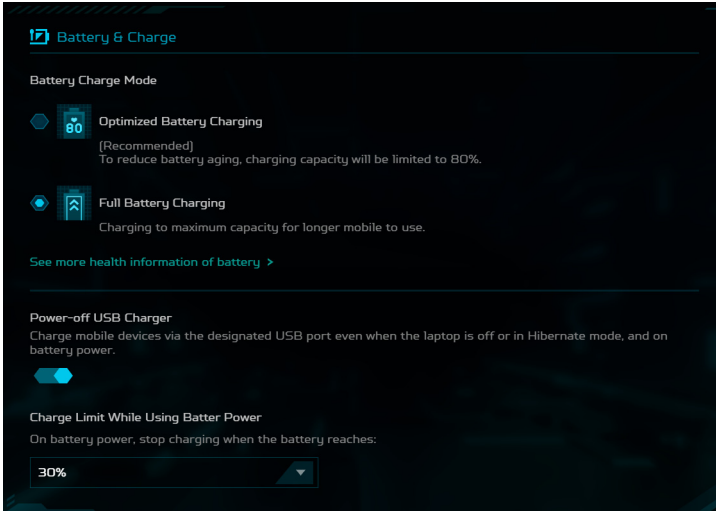 Battery & Charge
Battery Charge Mode
80
Optimized Battery Charging
(Recommended)
To reduce battery aging, charging capacity will be limited to 80%.
Full Battery Charging
Charging to maximum capacity for longer mobile to use.
See more health information of battery >
Power-off USB Charger
Charge mobile devices via the designated USB port even when the laptop is off or in Hibernate mode, and on
battery power.
Charge Limit While Using Batter Power
On battery power, stop charging when the battery reaches:
30%